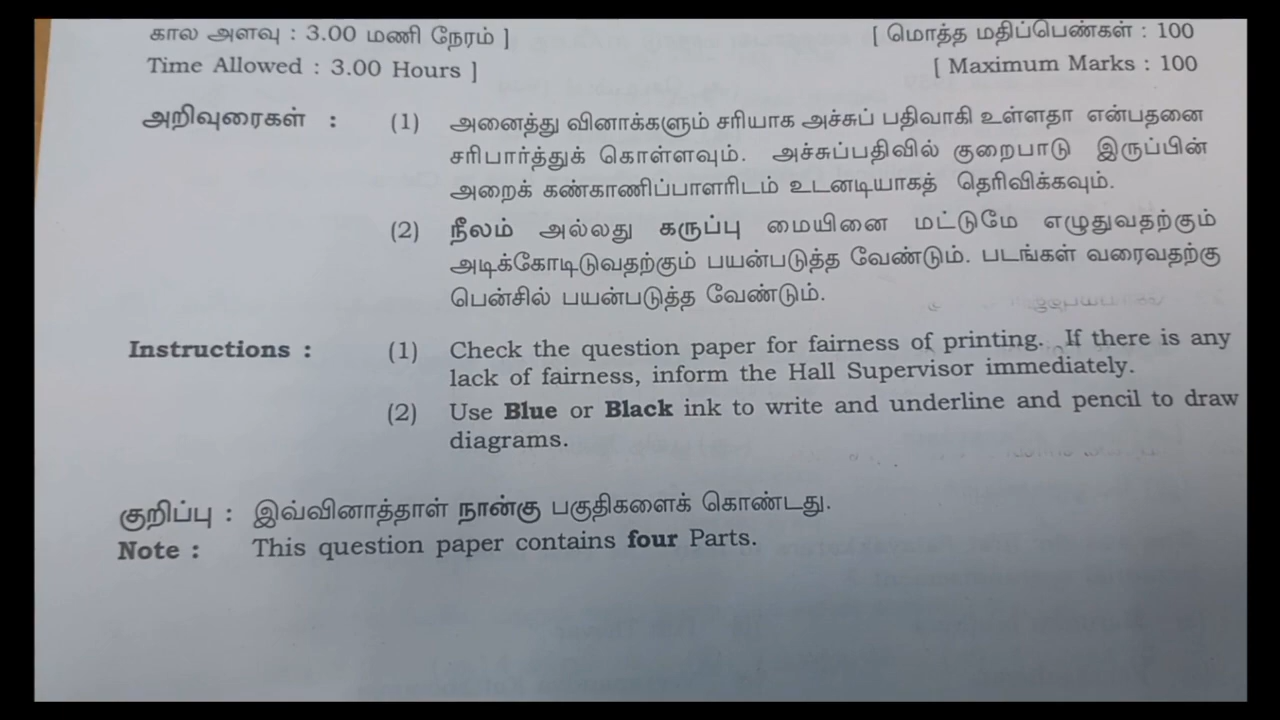 கால அளவு : 3.00 மணி நேரம் ] [ மொத்த மதிப்பெண்கள் : 100
Time Allowed : 3.00 Hours ] [ Maximum Marks : 100
அறிவுரைகள் : (1) அனைத்து வினாக்களும் சரியாக அச்சுப் பதிவாகி உள்ளதா என்பதனை
சரிபார்த்துக் கொள்ளவும். அச்சுப்பதிவில் குறைபாடு இருப்பின்
அறைக் கண்காணிப்பாளரிடம் உடனடியாகத் தெரிவிக்கவும்.
(2) நீலம் அல்லது கருப்பு மையினை மட்டுமே எழுதுவதற்கும்
அடிக்கோடிடுவதற்கும் பயன்படுத்த வேண்டும். படங்கள் வரைவதற்கு
பென்சில் பயன்படுத்த வேண்டும்.
Instructions : (1) Check the question paper for fairness of printing. If there is any
lack of fairness, inform the Hall Supervisor immediately.
(2) Use Blue or Black ink to write and underline and pencil to draw
diagrams.
குறிப்பு : இவ்வினாத்தாள் நான்கு பகுதிகளைக் கொண்டது.
Note : This question paper contains four Parts.